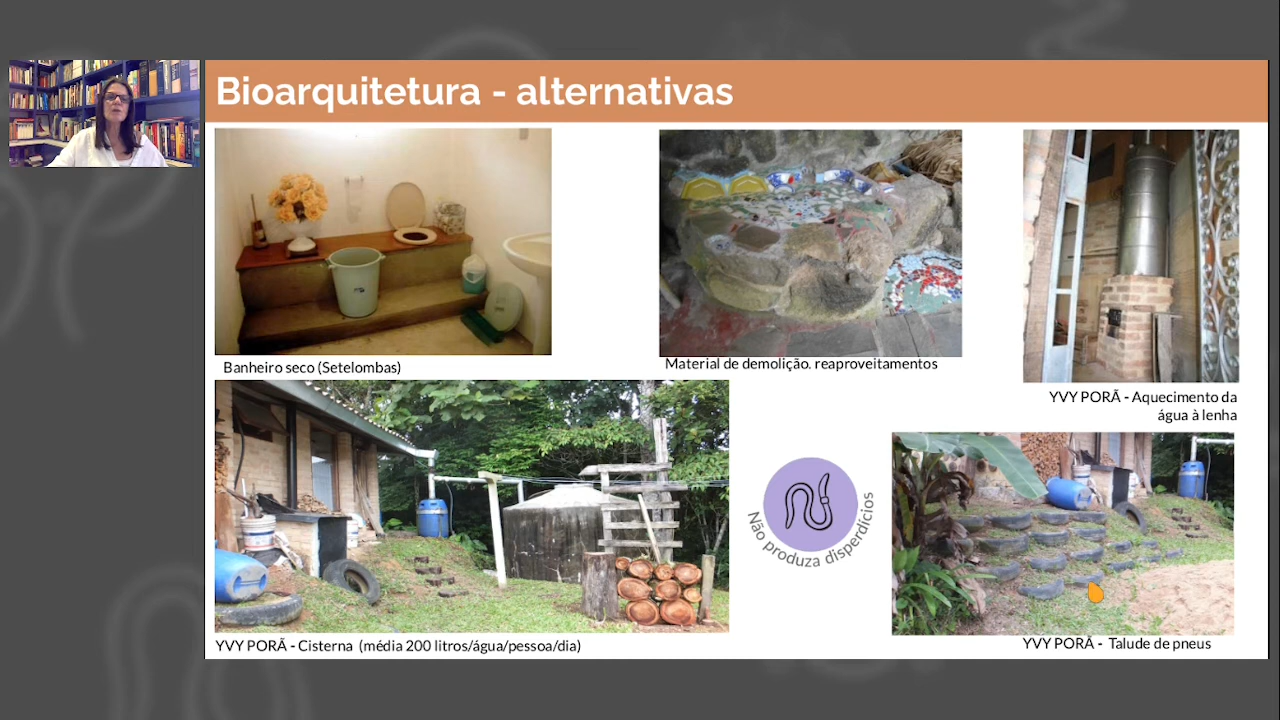 Bioarquitetura - alternativas
Banheiro seco (Setelombas)
Material de demolição. reaproveitamentos
YVY PORÃ - Aquecimento da
água à lenha
Não produza disperdícios
YVY PORÃ - Cisterna (média 200 litros/água/pessoa/dia)
YVY PORÃ - Talude de pneus